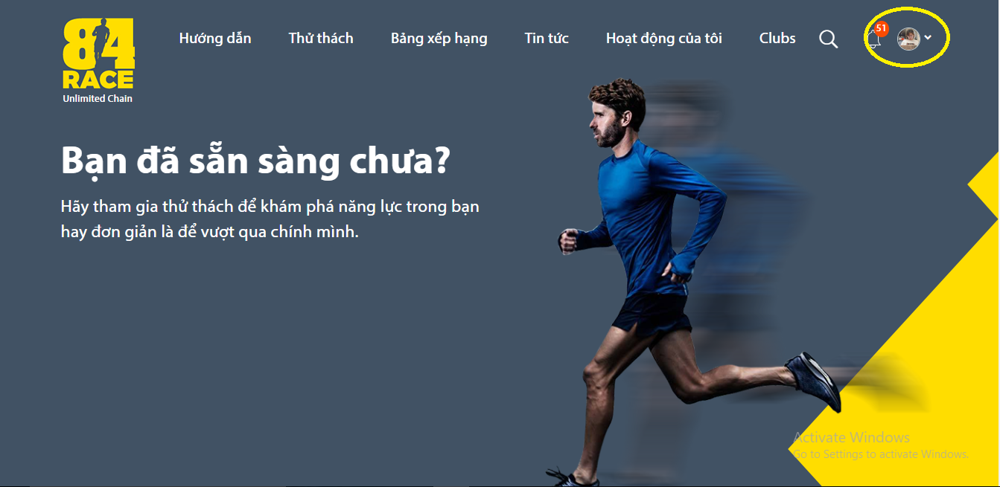 84
RACE
Unlimited Chain
Hướng dẫn
Thử thách
Bảng xếp hạng
Tin tức
Hoạt động của tôi
Clubs
51
Bạn đã sẵn sàng chưa?
Hãy tham gia thử thách để khám phá năng lực trong bạn
hay đơn giản là để vượt qua chính mình.
Activate Windows
Go to Settings to activate Windows.